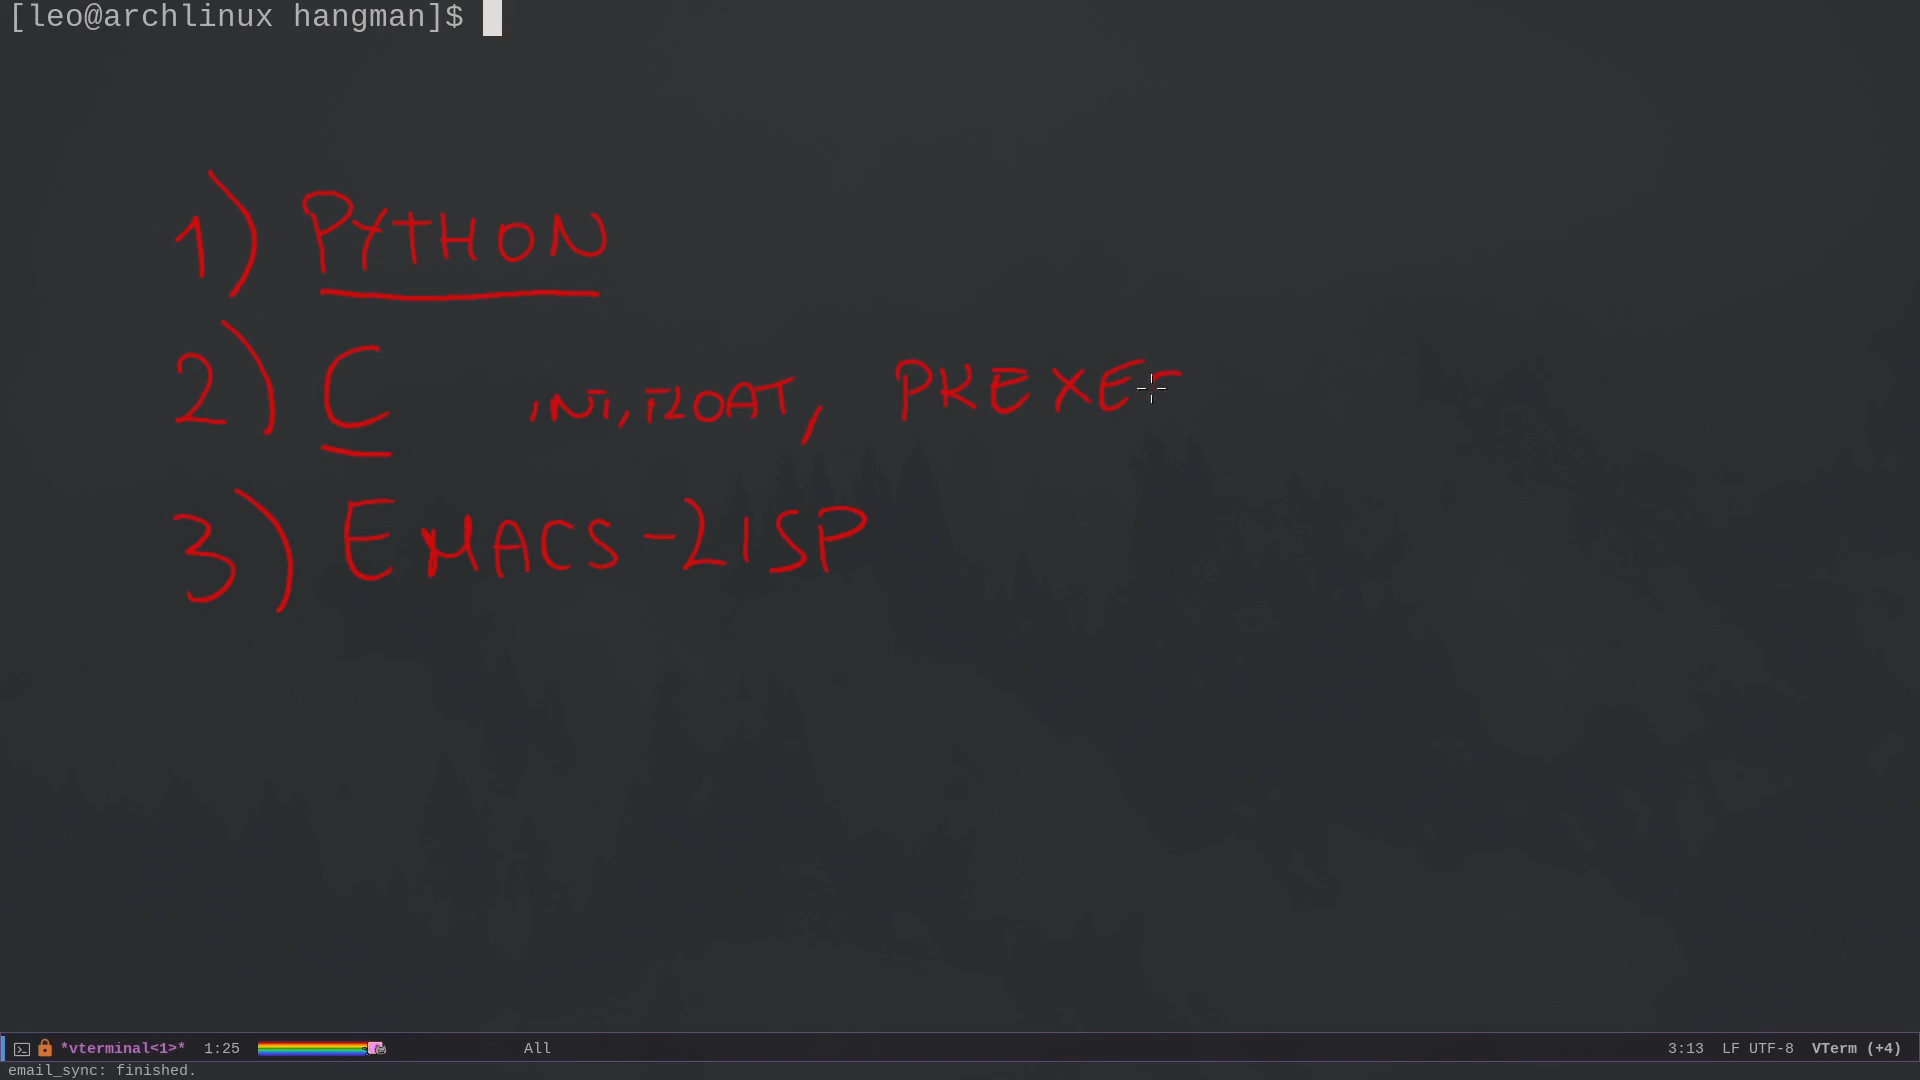 [leo@archlinux hangman]$
1) PYTHON
2) C INT, FLOAT, PKEXE
3) EMACS-LISP
*vterminal<1>* 1:25 All 3:13 LF UTF-8 VTerm (+4)
email_sync: finished.